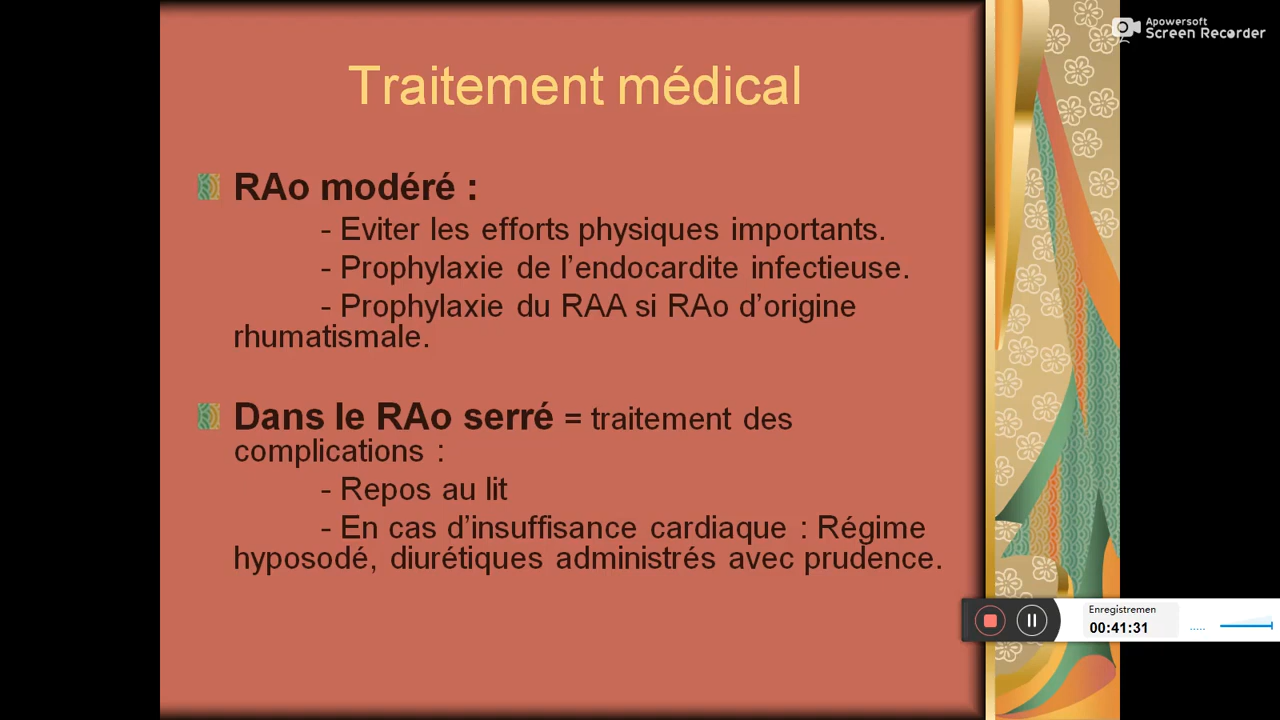 Apowersoft
Screen Recorder
Traitement médical
RAo modéré :
- Eviter les efforts physiques importants.
- Prophylaxie de l’endocardite infectieuse.
- Prophylaxie du RAA si RAo d’origine
rhumatismale.
Dans le RAo serré = traitement des
complications :
- Repos au lit
- En cas d’insuffisance cardiaque : Régime
hyposodé, diurétiques administrés avec prudence.
Enregistremen
00:41:31